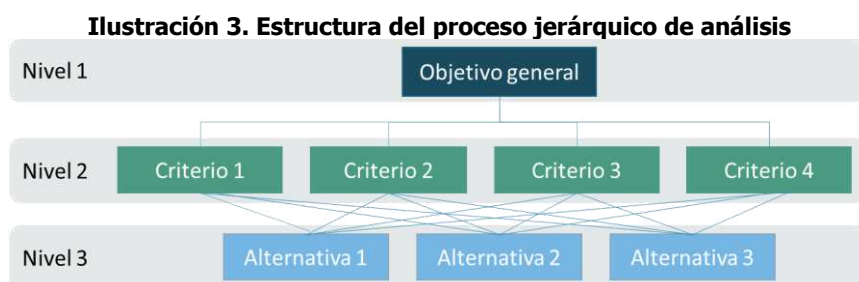 Ilustración 3. Estructura del proceso jerárquico de análisis
Nivel 1
Objetivo general
Nivel 2
Criterio 1
Criterio 2
Criterio 3
Criterio 4
Nivel 3
Alternativa 1
Alternativa 2
Alternativa 3